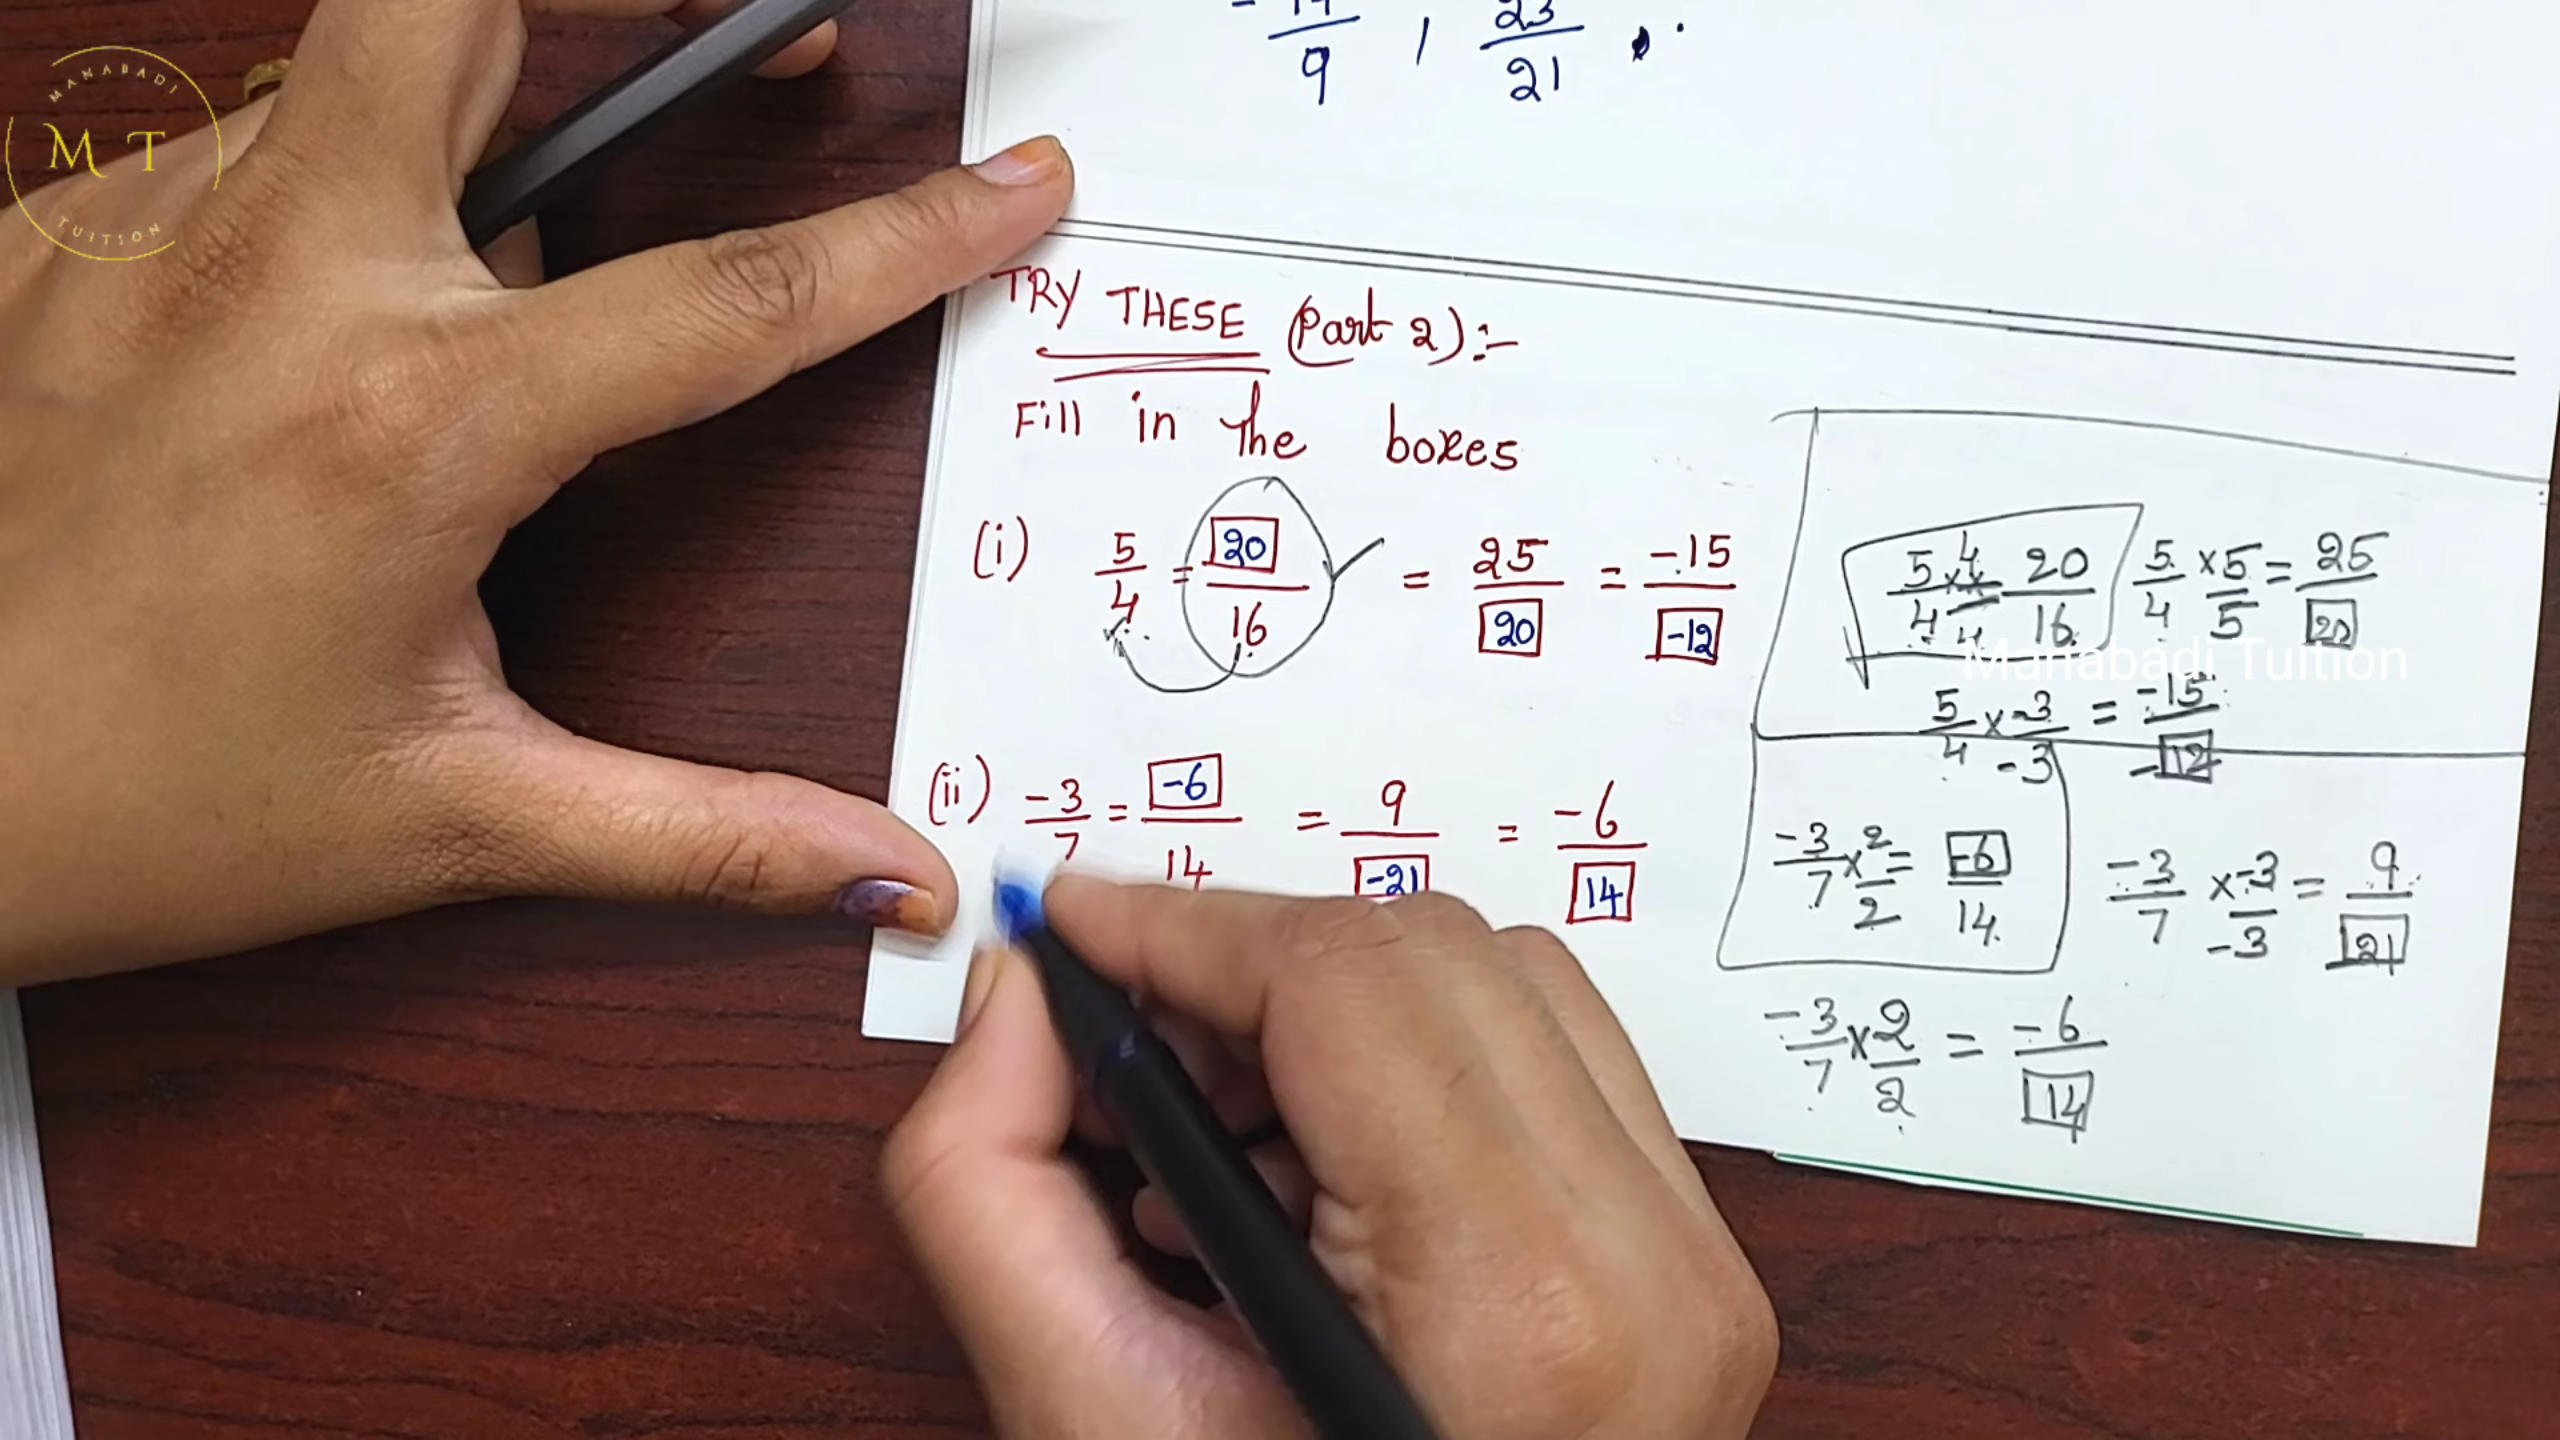 MANABADI
M T
TUITION
9 , 23/21
TRY THESE (Part 2):-
Fill in the boxes
(i) 5/4 = 20/16 = 25/20 = -15/-12
(ii) -3/7 = -6/14 = 9/-21 = -6/14
5/4 × 4/4 = 20/16
5/4 × 5/5 = 25/20
Manabadi Tuition
5/4 × -3/-3 = -15/-12
-3/7 × 2/2 = -6/14
-3/7 × -3/-3 = 9/21
-3/7 × 2/2 = -6/14